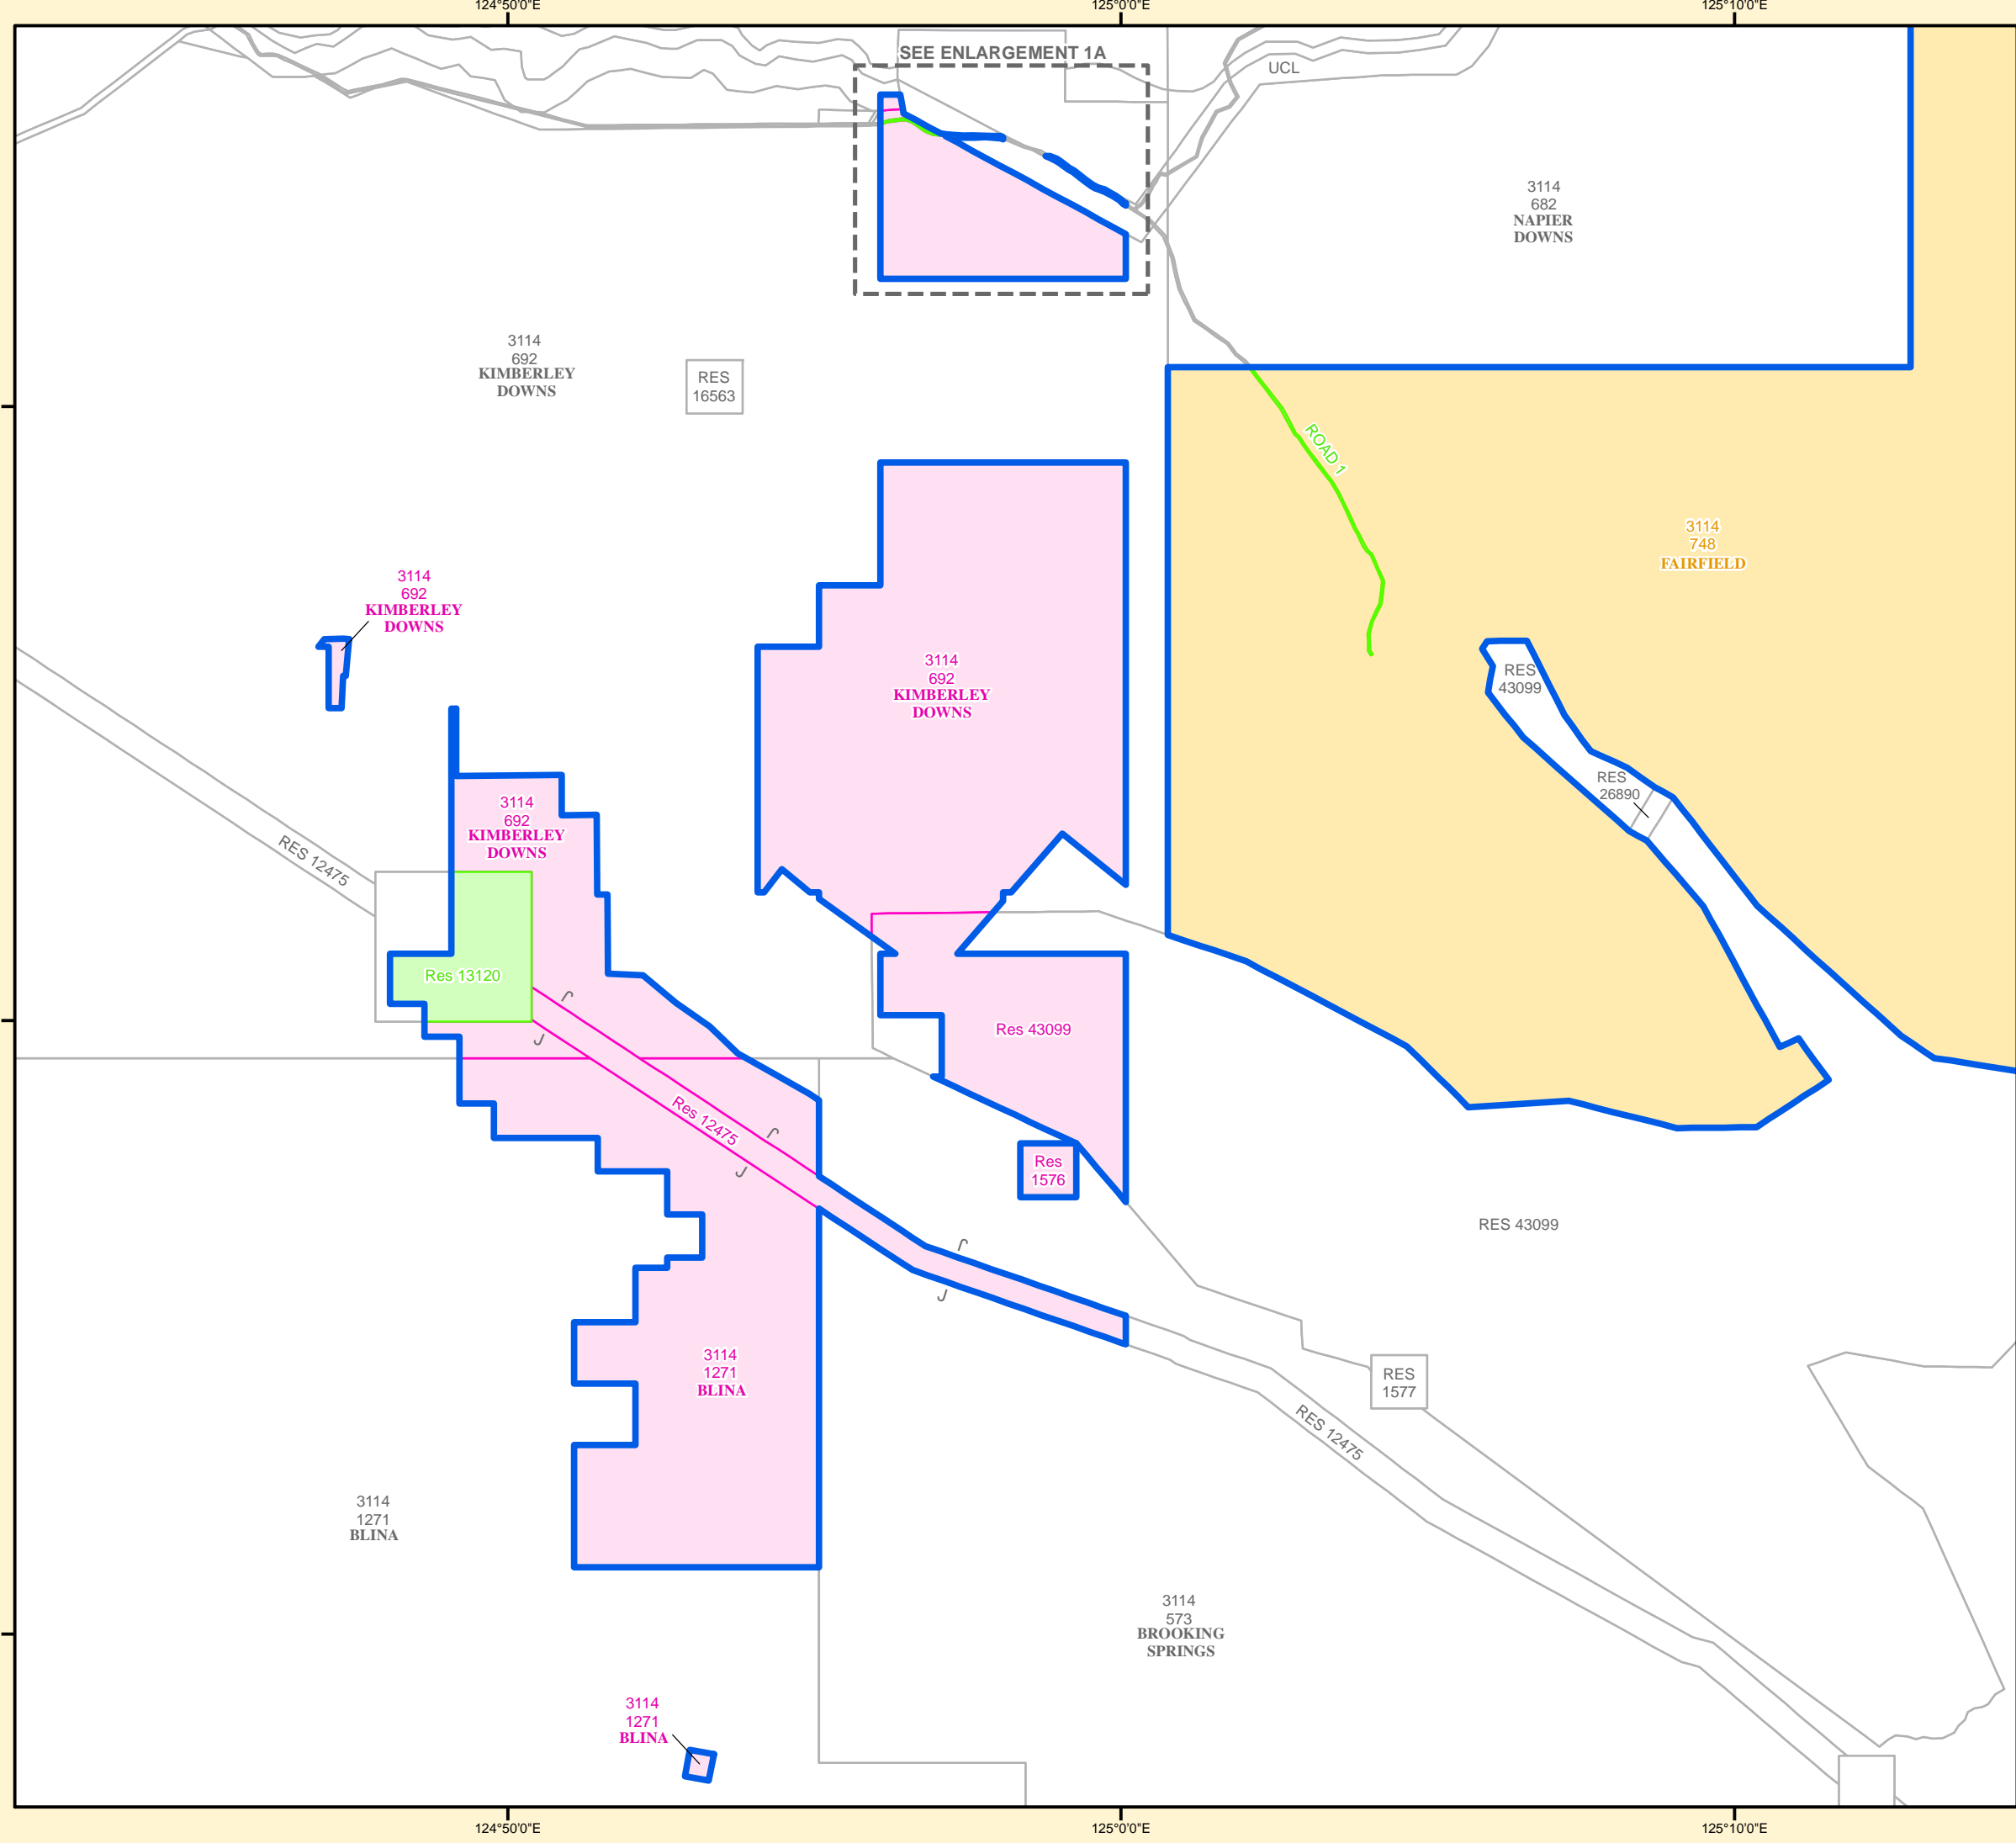 124°50'0"E
125°0'0"E
125°10'0"E
SEE ENLARGEMENT 1A
UCL
3114
682
NAPIER
DOWNS
3114
692
KIMBERLEY
DOWNS
RES
16563
ROAD 1
3114
748
FAIRFIELD
3114
692
KIMBERLEY
DOWNS
3114
692
KIMBERLEY
DOWNS
RES
43099
RES
26890
3114
692
KIMBERLEY
DOWNS
RES 12475
Res 13120
Res 43099
Res 12475
Res
1576
RES 43099
3114
1271
BLINA
RES
1577
RES 12475
3114
1271
BLINA
3114
573
BROOKING
SPRINGS
3114
1271
BLINA
124°50'0"E
125°0'0"E
125°10'0"E